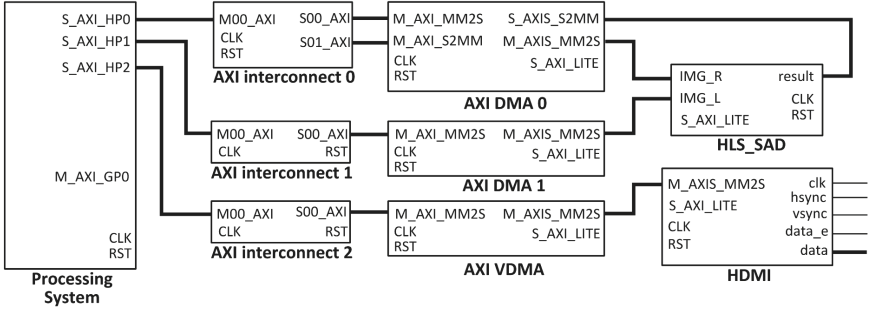 S_AXI_HP0
S_AXI_HP1
S_AXI_HP2
M_AXI_GP0
CLK
RST
Processing
System
M00_AXI S00_AXI
CLK S01_AXI
RST
AXI interconnect 0
M00_AXI S00_AXI
CLK RST
AXI interconnect 1
M00_AXI S00_AXI
CLK RST
AXI interconnect 2
M_AXI_MM2S S_AXIS_S2MM
M_AXI_S2MM M_AXIS_MM2S
CLK S_AXI_LITE
RST
AXI DMA 0
M_AXI_MM2S M_AXIS_MM2S
CLK S_AXI_LITE
RST
AXI DMA 1
M_AXI_MM2S M_AXIS_MM2S
CLK S_AXI_LITE
RST
AXI VDMA
IMG_R result
IMG_L CLK
S_AXI_LITE RST
HLS_SAD
M_AXIS_MM2S clk
S_AXI_LITE hsync
CLK vsync
RST data_e
data
HDMI